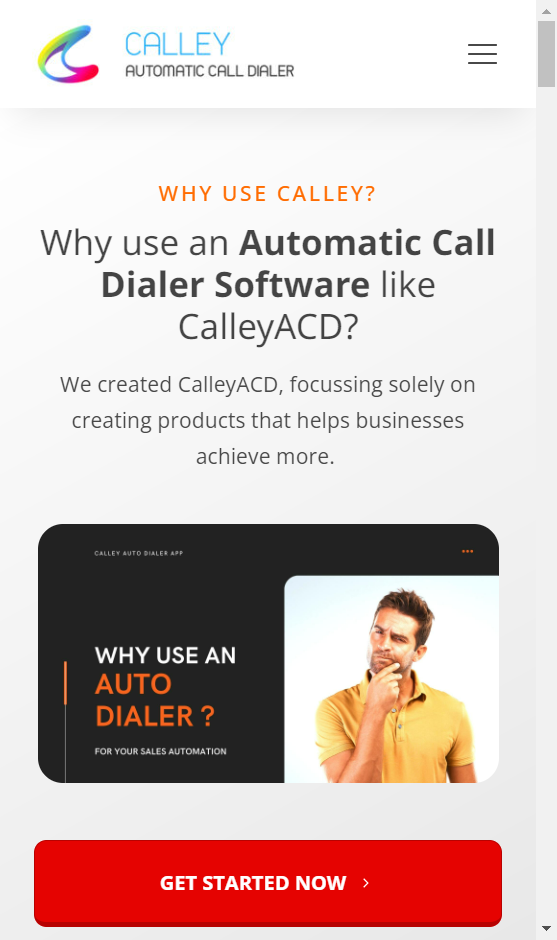 CALLEY
AUTOMATIC CALL DIALER
WHY USE CALLEY?
Why use an Automatic Call
Dialer Software like
CalleyACD?
We created CalleyACD, focussing solely on
creating products that helps businesses
achieve more.
CALLEY AUTO DIALER APP
WHY USE AN
AUTO
DIALER ?
FOR YOUR SALES AUTOMATION
GET STARTED NOW